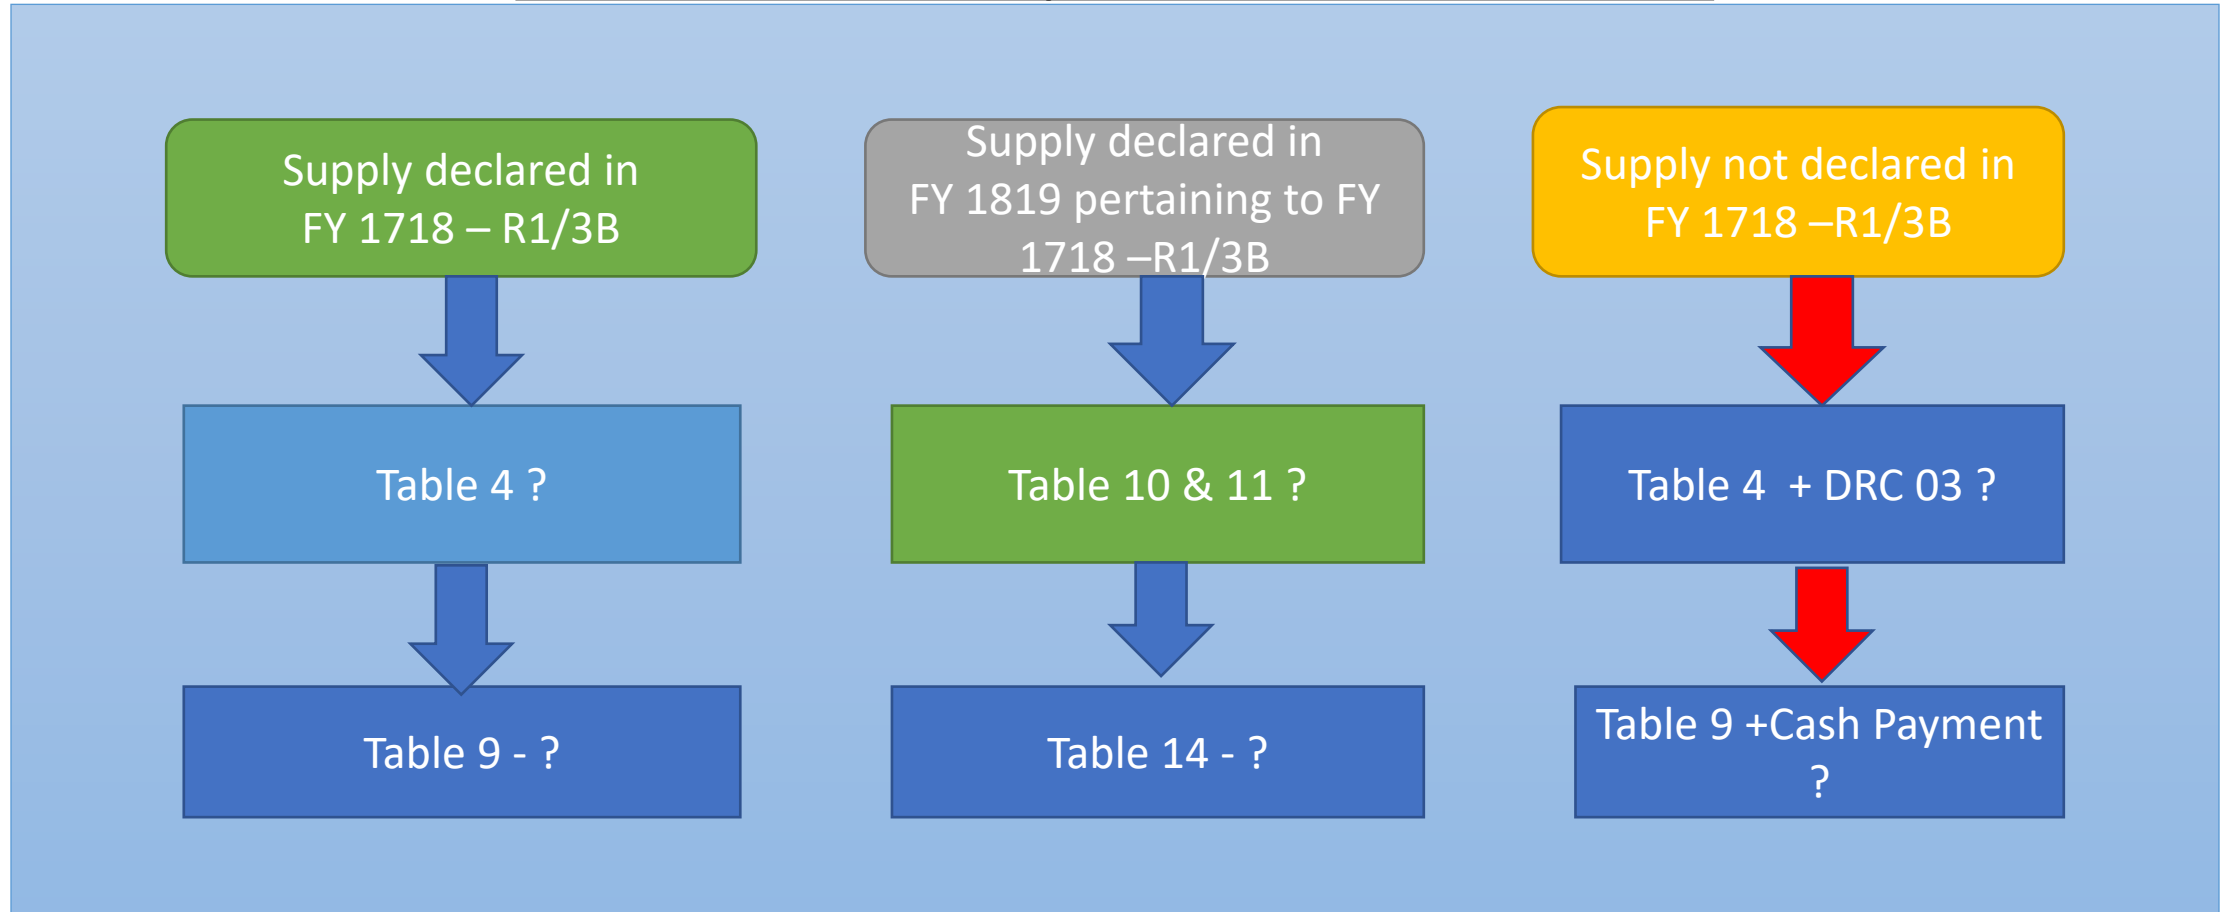 Supply declared in
FY 1718 – R1/3B
Table 4 ?
Table 9 - ?
Supply declared in
FY 1819 pertaining to FY
1718 –R1/3B
Table 10 & 11 ?
Table 14 - ?
Supply not declared in
FY 1718 –R1/3B
Table 4 + DRC 03 ?
Table 9 +Cash Payment
?